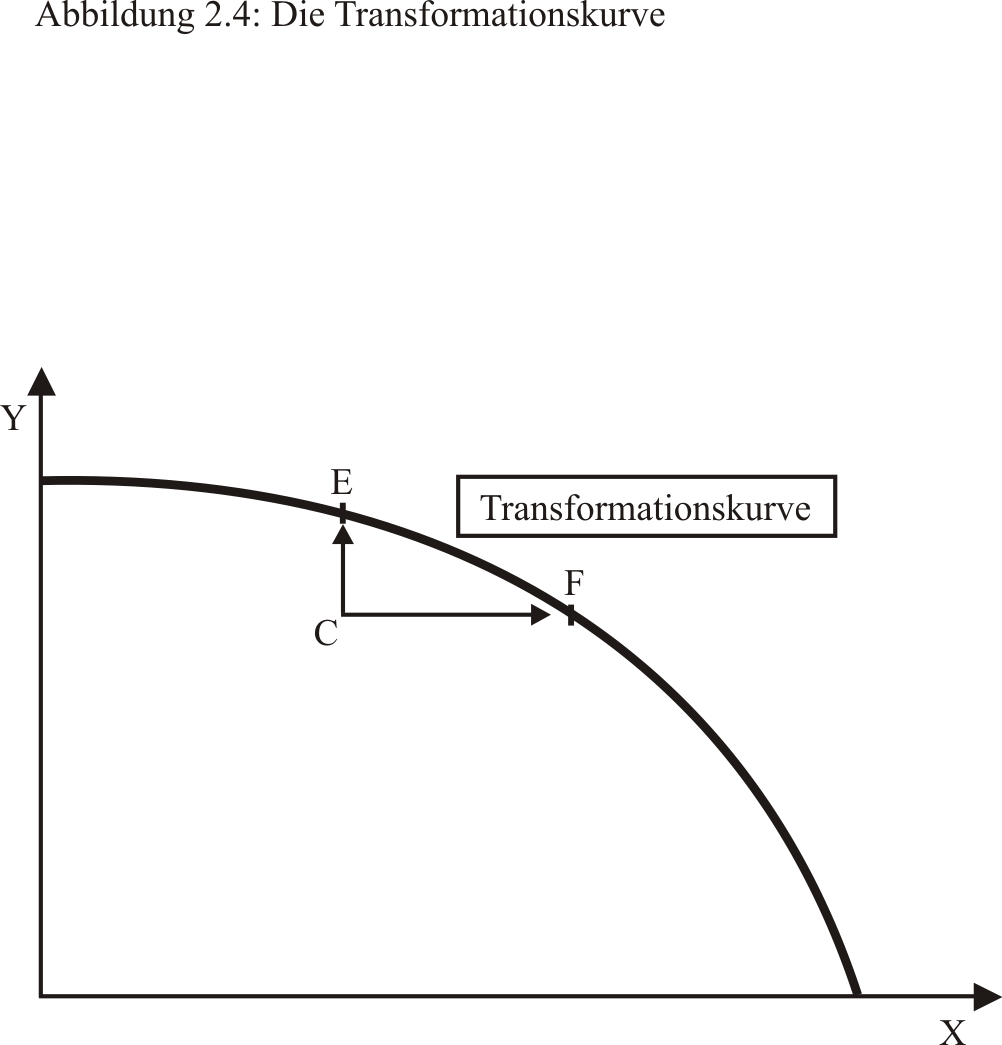 Abbildung 2.4: Die Transformationskurve
Y
E
Transformationskurve
F
C
X